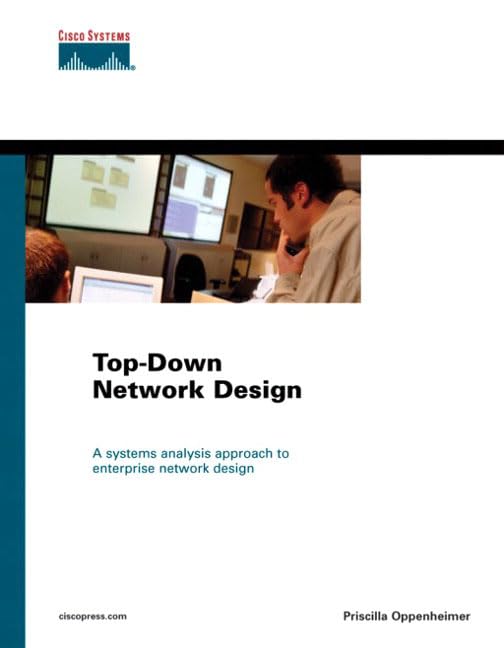 CISCO SYSTEMS
®
Top-Down
Network Design
A systems analysis approach to
enterprise network design
ciscopress.com
Priscilla Oppenheimer